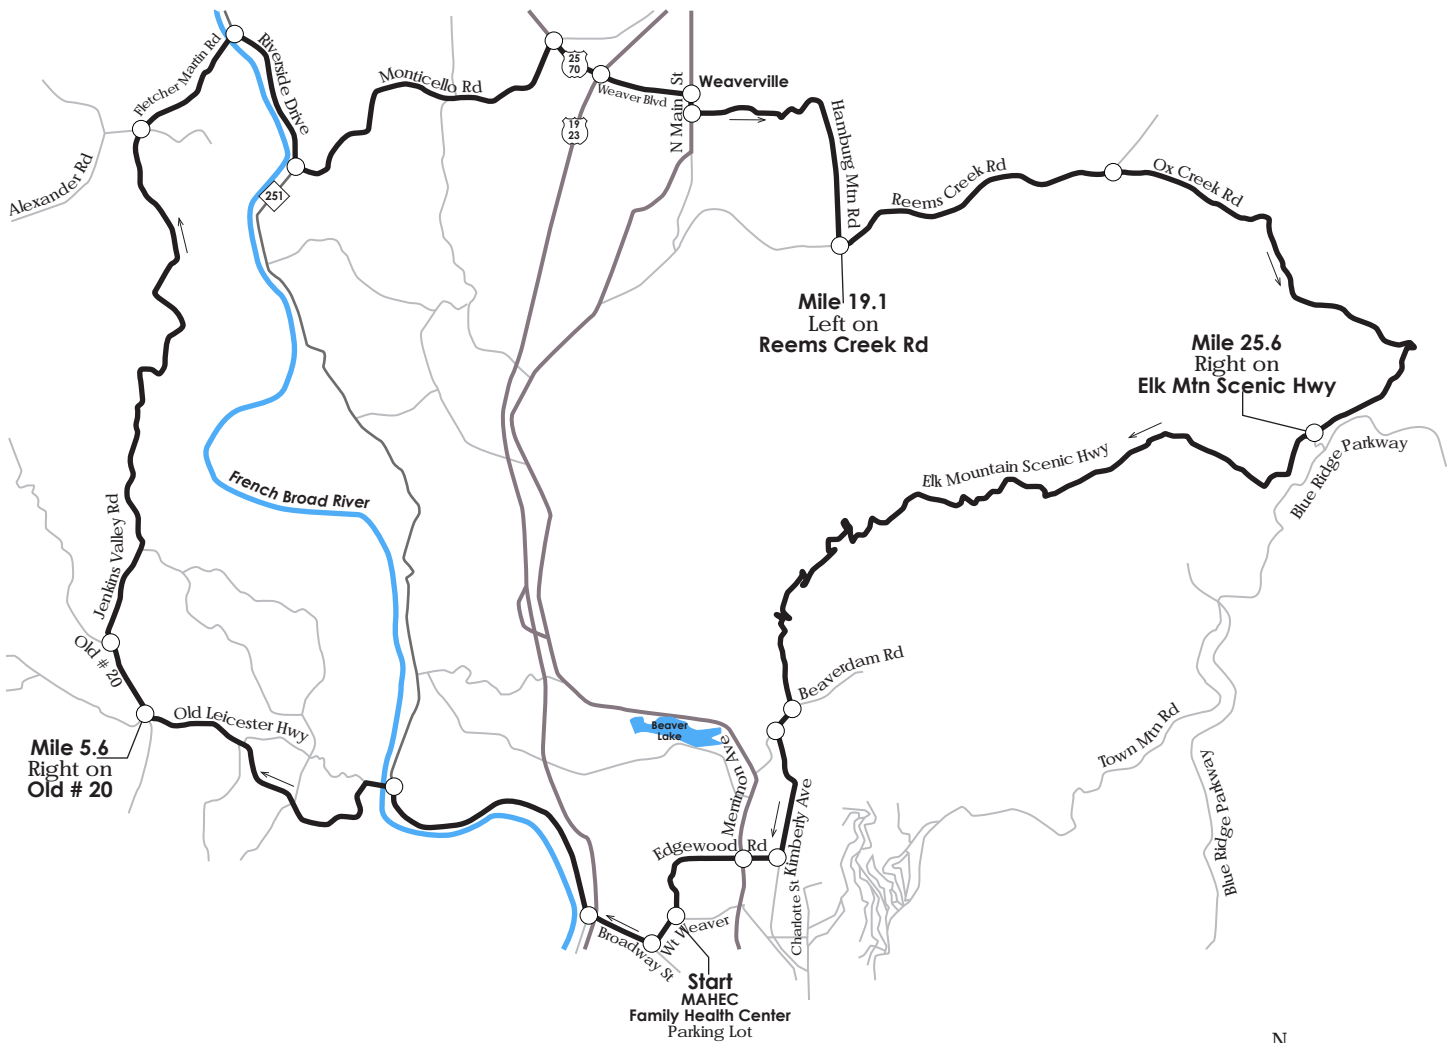 Fletcher Martin Rd
Riverside Drive
Monticello Rd
25
70
Weaver Blvd
N Main St
Weaverville
19
23
Hamburg Mtn Rd
Reems Creek Rd
Ox Creek Rd
Alexander Rd
251
Mile 19.1
Left on
Reems Creek Rd
Mile 25.6
Right on
Elk Mtn Scenic Hwy
Blue Ridge Parkway
Elk Mountain Scenic Hwy
French Broad River
Jenkins Valley Rd
Old # 20
Old Leicester Hwy
Mile 5.6
Right on
Old # 20
Beaverdam Rd
Beaver
Lake
Merrimon Ave
Town Mtn Rd
Blue Ridge Parkway
Kimberly Ave
Edgewood Rd
Charlotte St
Wt Weaver
Broadway St
Start
MAHEC
Family Health Center
Parking Lot
N